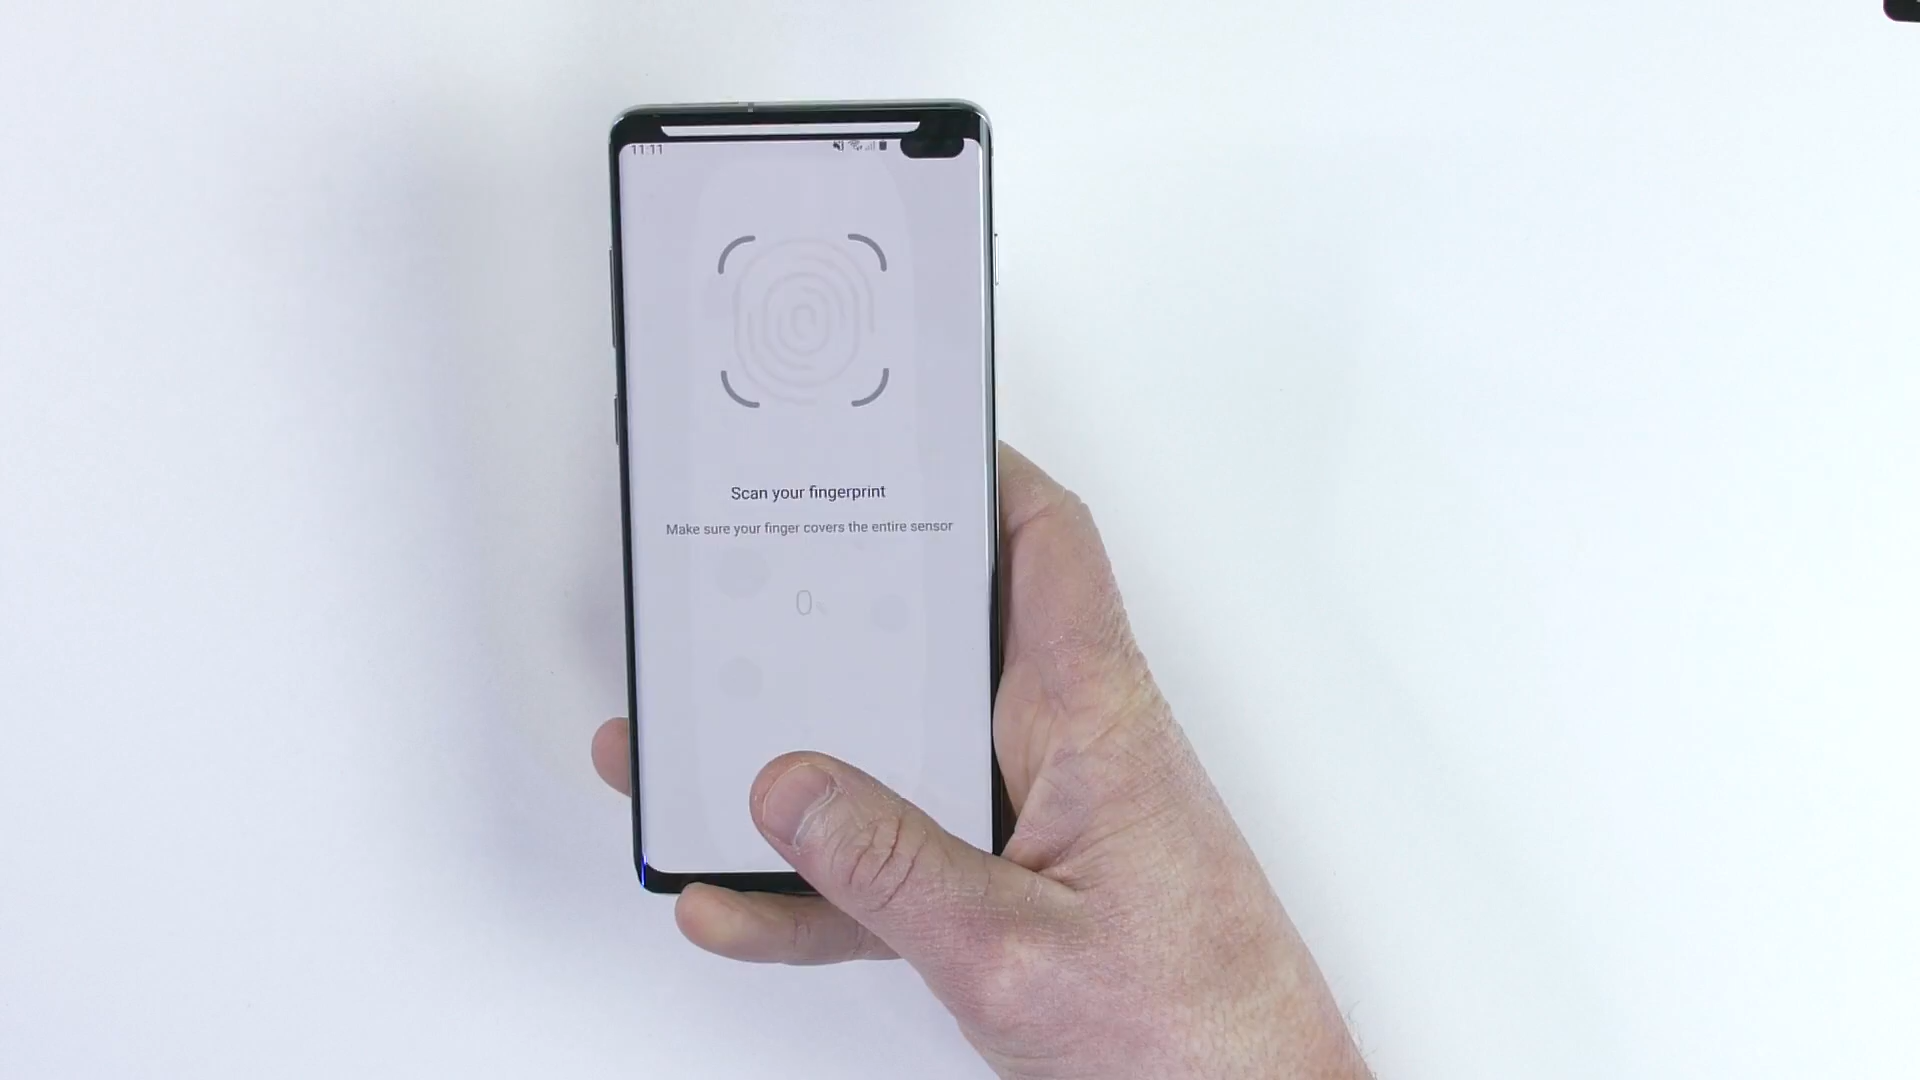 11:11
Scan your fingerprint
Make sure your finger covers the entire sensor
0%